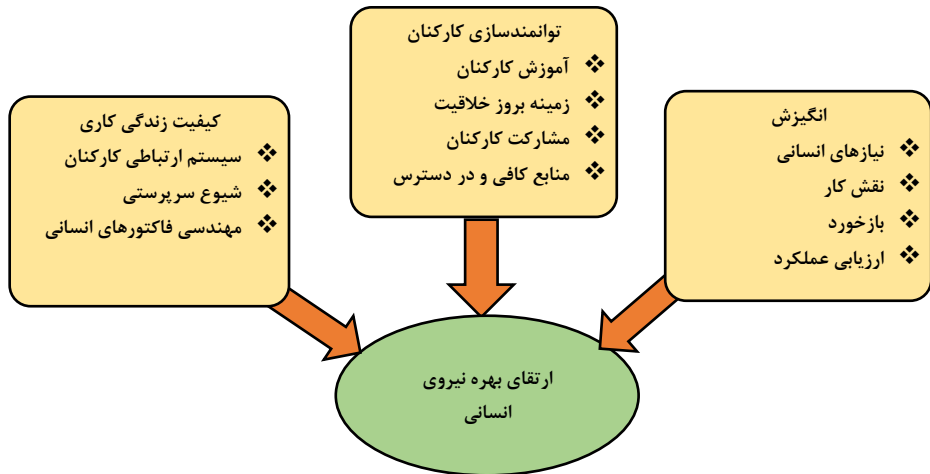 توانمندسازی کارکنان
❖ آموزش کارکنان
❖ زمینه بروز خلاقیت
❖ مشارکت کارکنان
❖ منابع کافی و در دسترس
انگیزش
❖ نیازهای انسانی
❖ نقش کار
❖ بازخورد
❖ ارزیابی عملکرد
کیفیت زندگی کاری
❖ سیستم ارتباطی کارکنان
❖ شیوع سرپرستی
❖ مهندسی فاکتورهای انسانی
ارتقای بهره نیروی
انسانی